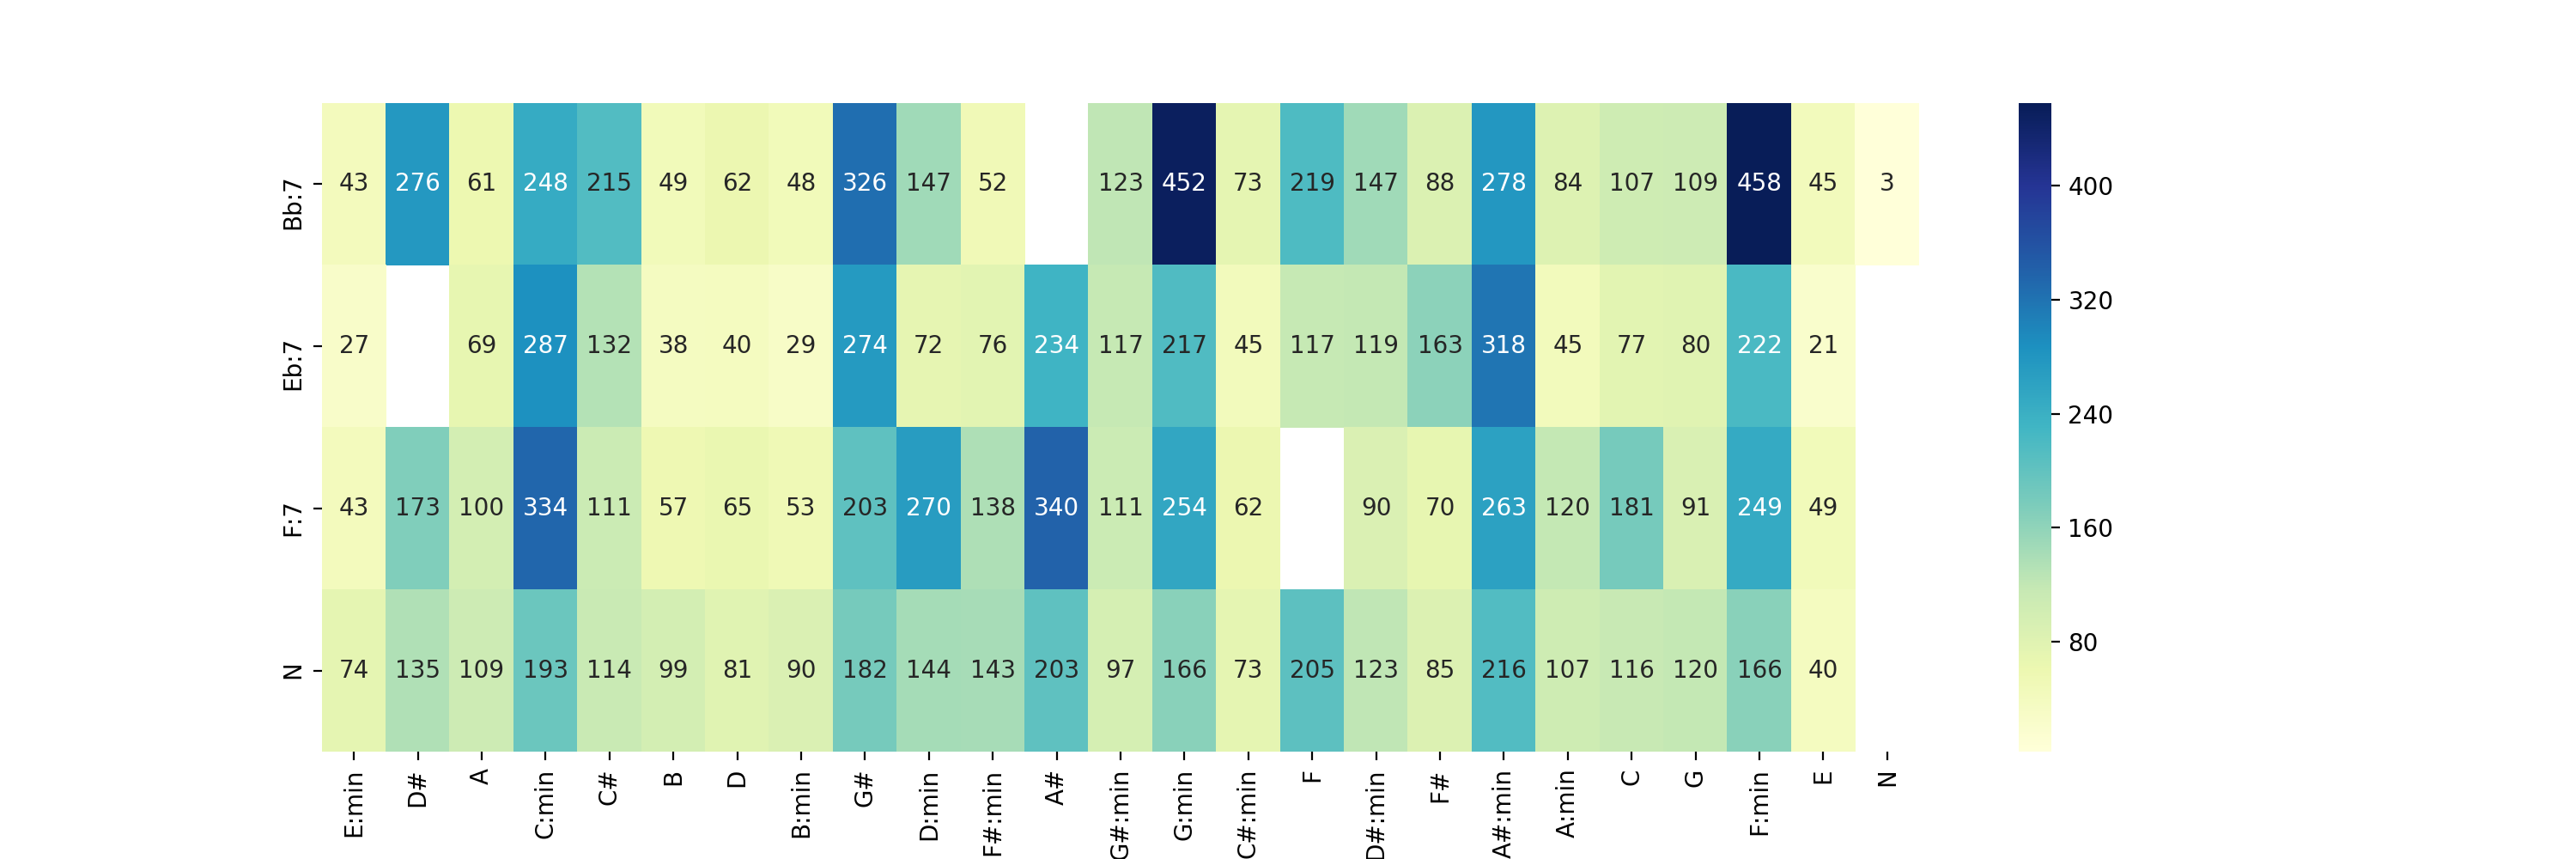 Bb:7 43 276 61 248 215 49 62 48 326 147 52 123 452 73 219 147 88 278 84 107 109 458 45 3
Eb:7 27 69 287 132 38 40 29 274 72 76 234 117 217 45 117 119 163 318 45 77 80 222 21
F:7 43 173 100 334 111 57 65 53 203 270 138 340 111 254 62 90 70 263 120 181 91 249 49
N 74 135 109 193 114 99 81 90 182 144 143 203 97 166 73 205 123 85 216 107 116 120 166 40
E:min D# A C:min C# B D B:min G# D:min F#:min A# G#:min G:min C#:min F D#:min F# A#:min A:min C G F:min E N
400
320
240
160
80